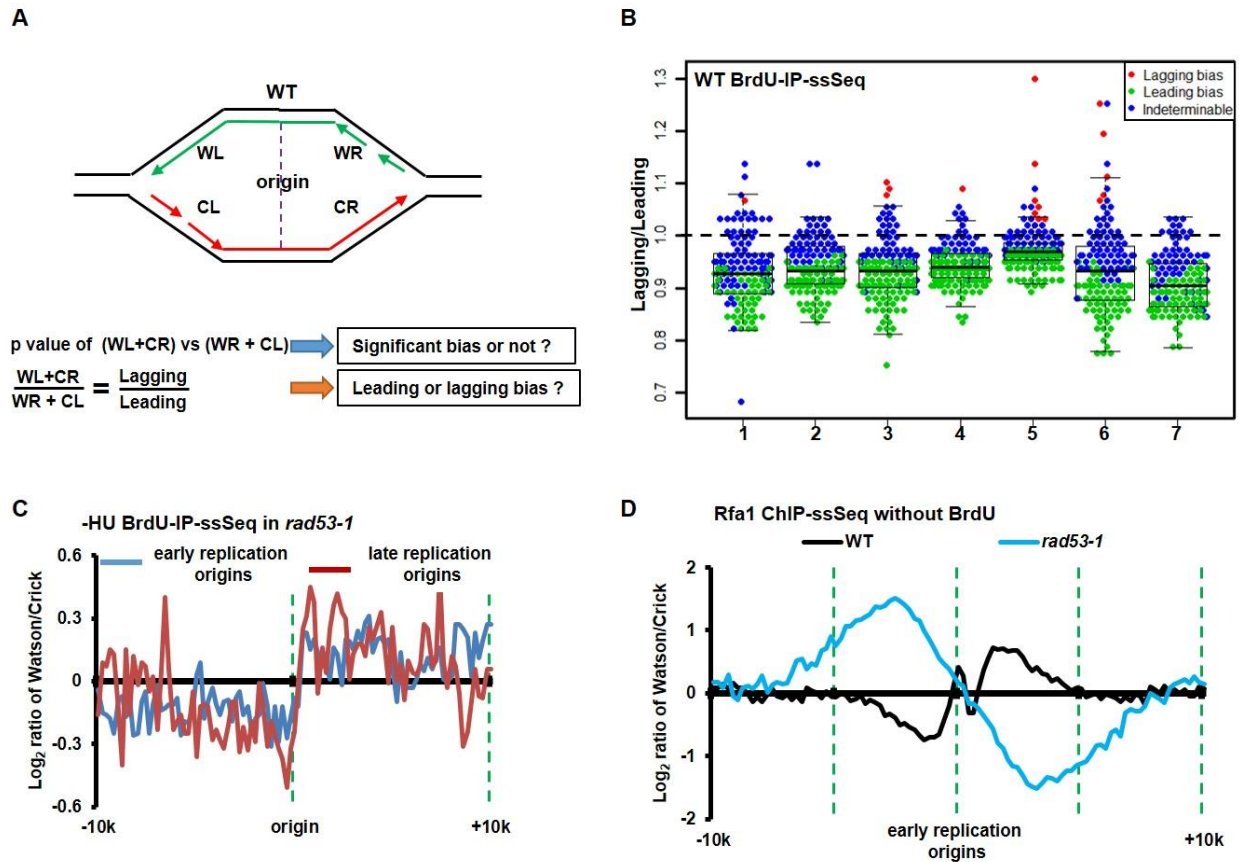 A
WT
WL
WR
origin
CL
CR
p value of (WL+CR) vs (WR + CL)
Significant bias or not ?
WL+CR
WR + CL
=
Lagging
Leading
Leading or lagging bias ?
B
WT BrdU-IP-ssSeq
Lagging bias
Leading bias
Indeterminable
Lagging/Leading
1.3
1.2
1.1
1.0
0.9
0.8
0.7
1 2 3 4 5 6 7
C
-HU BrdU-IP-ssSeq in rad53-1
early replication
origins
late replication
origins
Log2 ratio of Watson/Crick
0.6
0.3
0
-0.3
-0.6
-10k origin +10k
D
Rfa1 ChIP-ssSeq without BrdU
WT rad53-1
Log2 ratio of Watson/Crick
2
1
0
-1
-2
-10k
early replication
origins
+10k